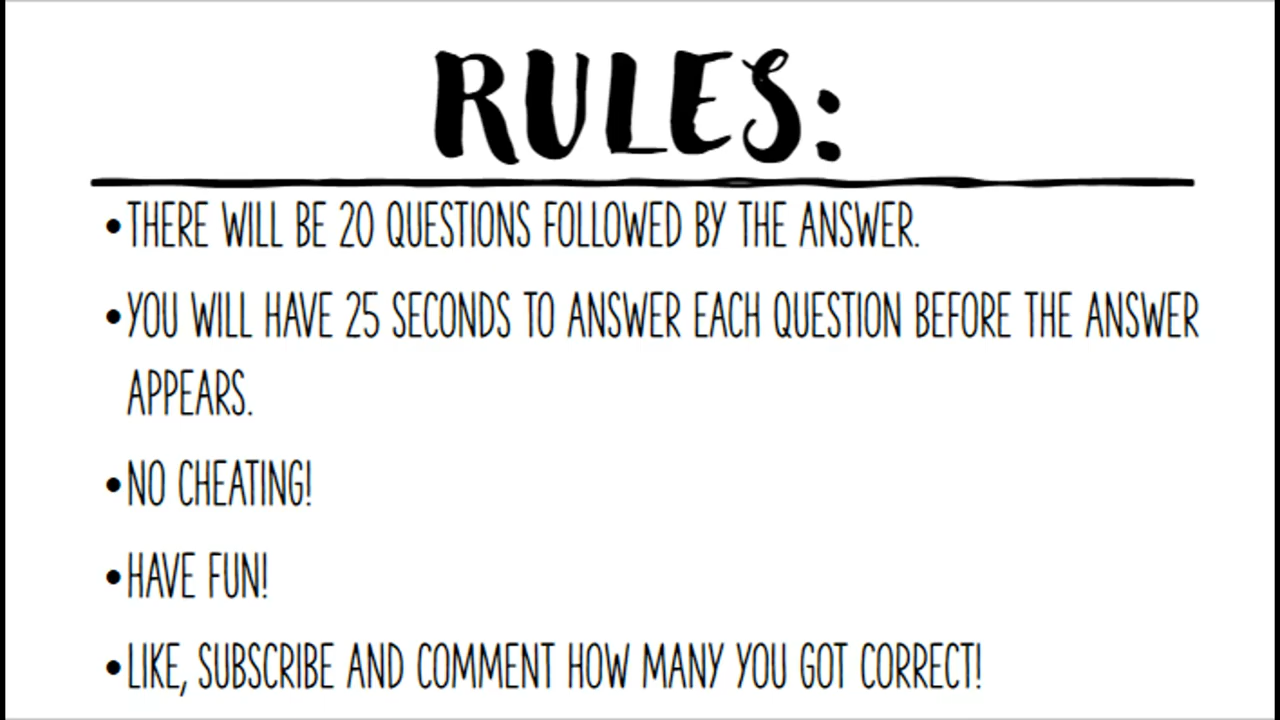 RULES:
•THERE WILL BE 20 QUESTIONS FOLLOWED BY THE ANSWER.
•YOU WILL HAVE 25 SECONDS TO ANSWER EACH QUESTION BEFORE THE ANSWER
APPEARS.
•NO CHEATING!
•HAVE FUN!
•LIKE, SUBSCRIBE AND COMMENT HOW MANY YOU GOT CORRECT!